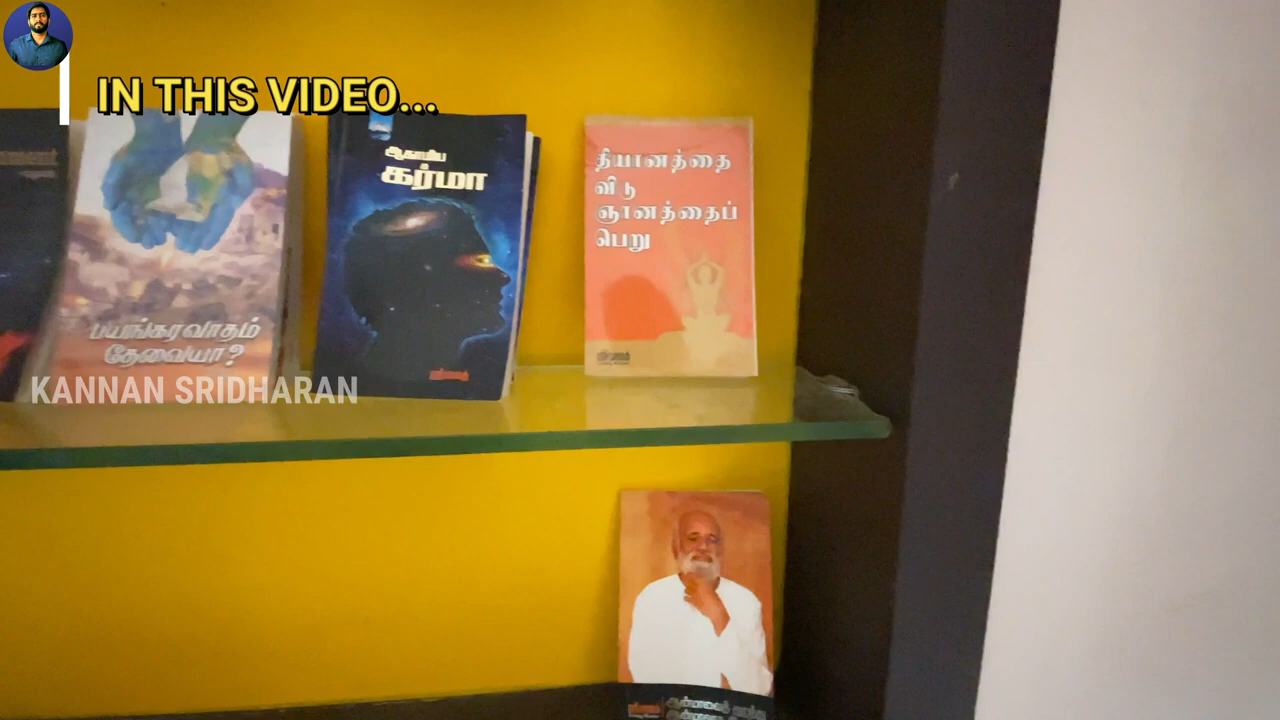 IN THIS VIDEO...
ஆகாமிய
கர்மா
தியானத்தை
விடு
ஞானத்தைப்
பெறு
பயங்கரவாதம்
தேவையா?
KANNAN SRIDHARAN